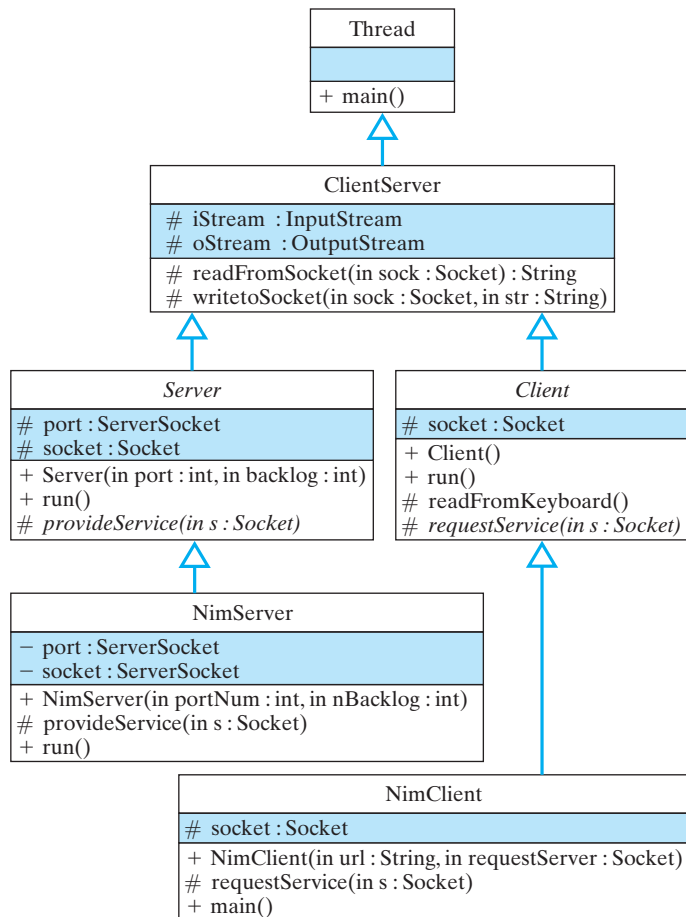 Thread
+ main()
ClientServer
# iStream : InputStream
# oStream : OutputStream
# readFromSocket(in sock : Socket) : String
# writetoSocket(in sock : Socket, in str : String)
Server
# port : ServerSocket
# socket : Socket
+ Server(in port : int, in backlog : int)
+ run()
# provideService(in s : Socket)
Client
# socket : Socket
+ Client()
+ run()
# readFromKeyboard()
# requestService(in s : Socket)
NimServer
− port : ServerSocket
− socket : ServerSocket
+ NimServer(in portNum : int, in nBacklog : int)
# provideService(in s : Socket)
+ run()
NimClient
# socket : Socket
+ NimClient(in url : String, in requestServer : Socket)
# requestService(in s : Socket)
+ main()